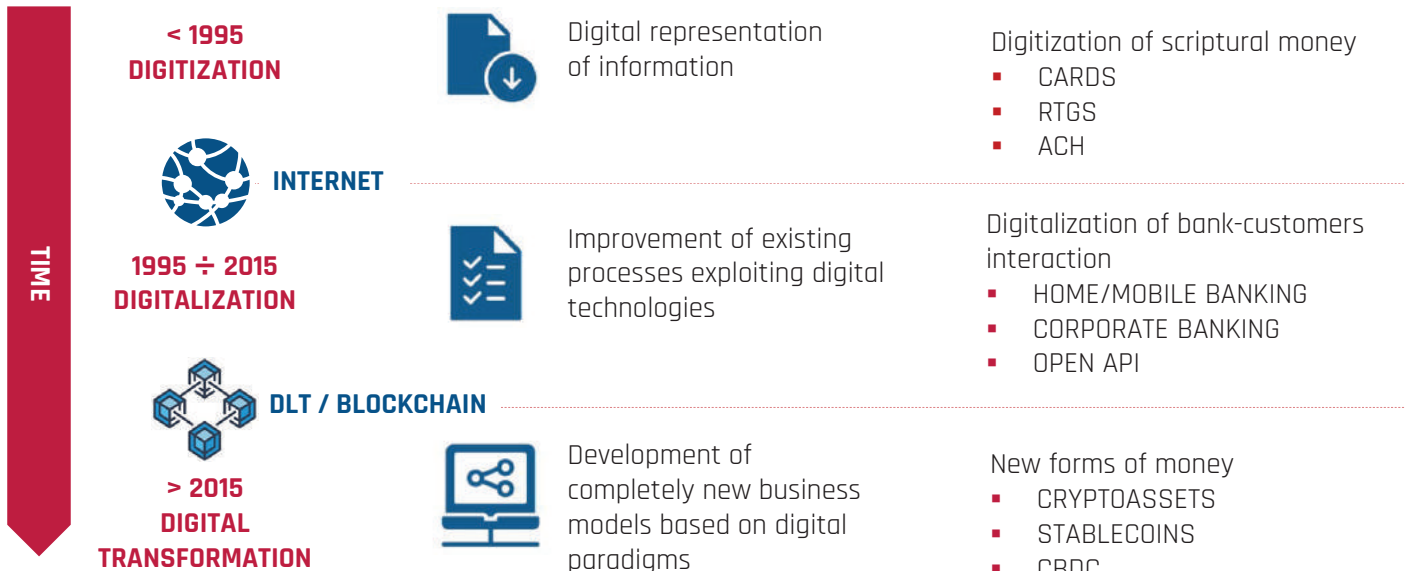 TIME
< 1995
DIGITIZATION
Digital representation
of information
Digitization of scriptural money
▪ CARDS
▪ RTGS
▪ ACH
INTERNET
1995 ÷ 2015
DIGITALIZATION
Improvement of existing
processes exploiting digital
technologies
Digitalization of bank-customers
interaction
▪ HOME/MOBILE BANKING
▪ CORPORATE BANKING
▪ OPEN API
DLT / BLOCKCHAIN
> 2015
DIGITAL
TRANSFORMATION
Development of
completely new business
models based on digital
paradigms
New forms of money
▪ CRYPTOASSETS
▪ STABLECOINS
▪ CBDC